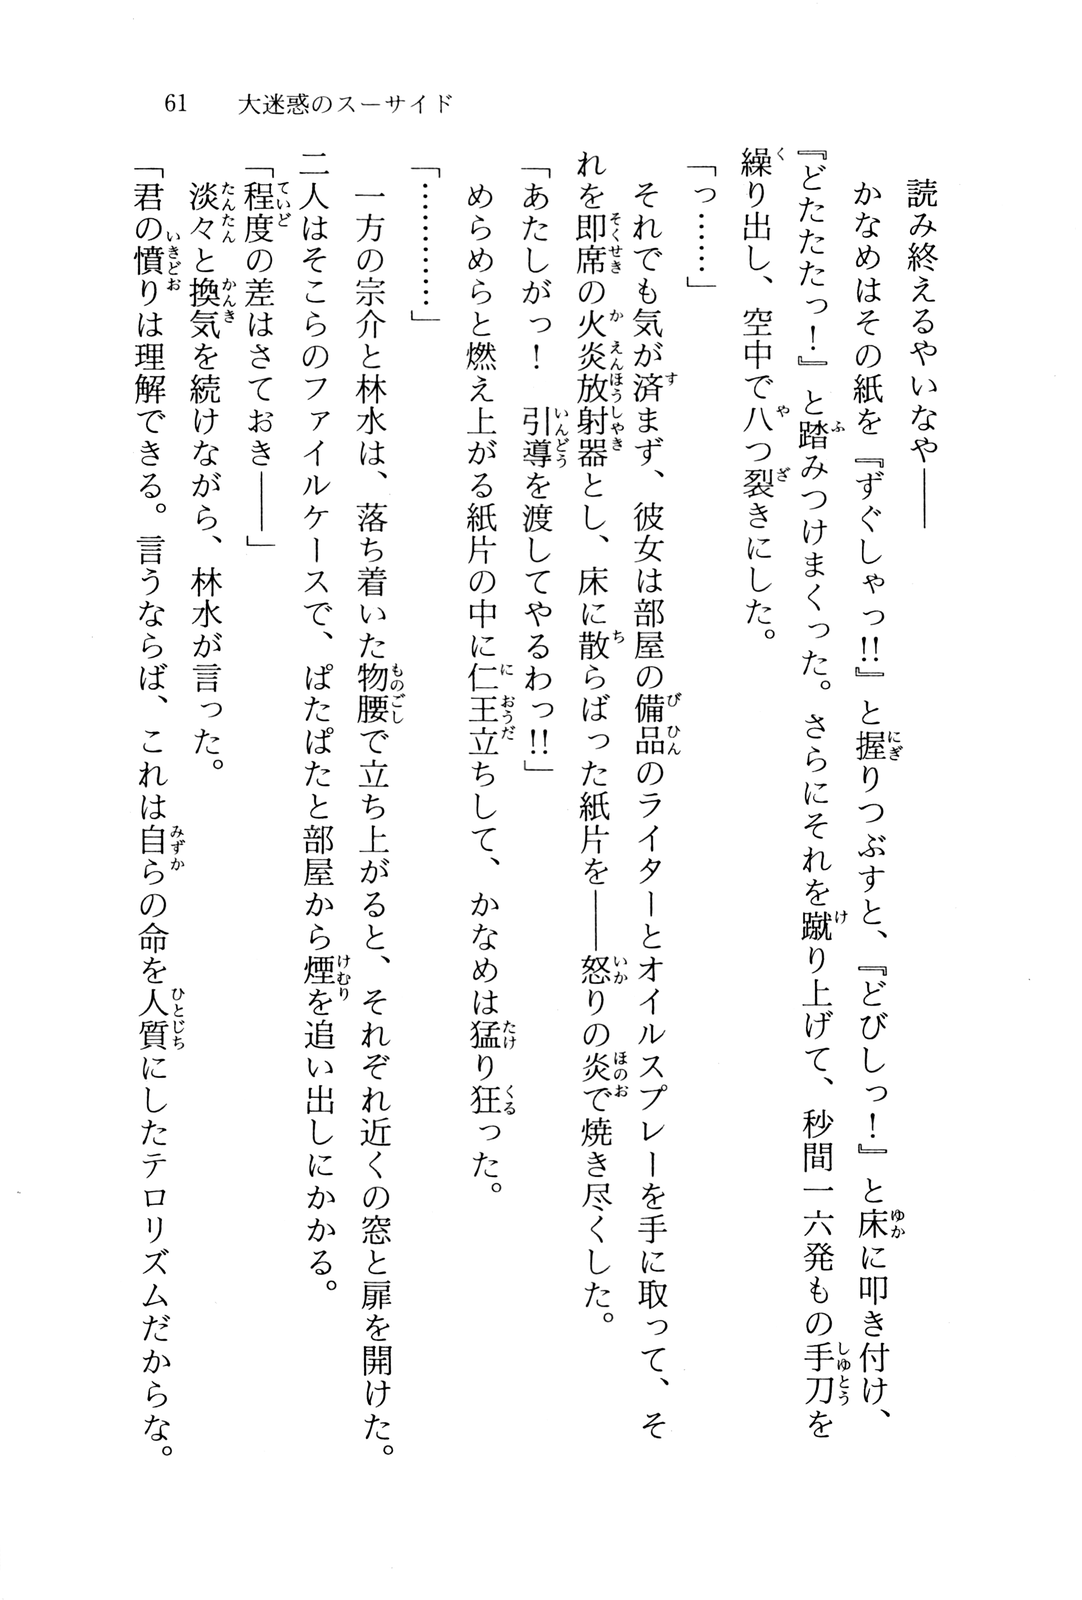 61　大迷惑のスーサイド
読み終えるやいなや――
かなめはその紙を『ずぐしゃっ!!』と握りつぶすと、『どびしっ！』と床に叩き付け、
『どたたたっ！』と踏みつけまくった。さらにそれを蹴り上げて、秒間一六発もの手刀を
繰り出し、空中で八つ裂きにした。
「っ……」
それでも気が済まず、彼女は部屋の備品のライターとオイルスプレーを手に取って、そ
れを即席の火炎放射器とし、床に散らばった紙片を――怒りの炎で焼き尽くした。
「あたしがっ！　引導を渡してやるわっ!!」
めらめらと燃え上がる紙片の中に仁王立ちして、かなめは猛り狂った。
「…………」
一方の宗介と林水は、落ち着いた物腰で立ち上がると、それぞれ近くの窓と扉を開けた。
二人はそこらのファイルケースで、ぱたぱたと部屋から煙を追い出しにかかる。
「程度の差はさておき――」
淡々と換気を続けながら、林水が言った。
「君の憤りは理解できる。言うならば、これは自らの命を人質にしたテロリズムだからな。